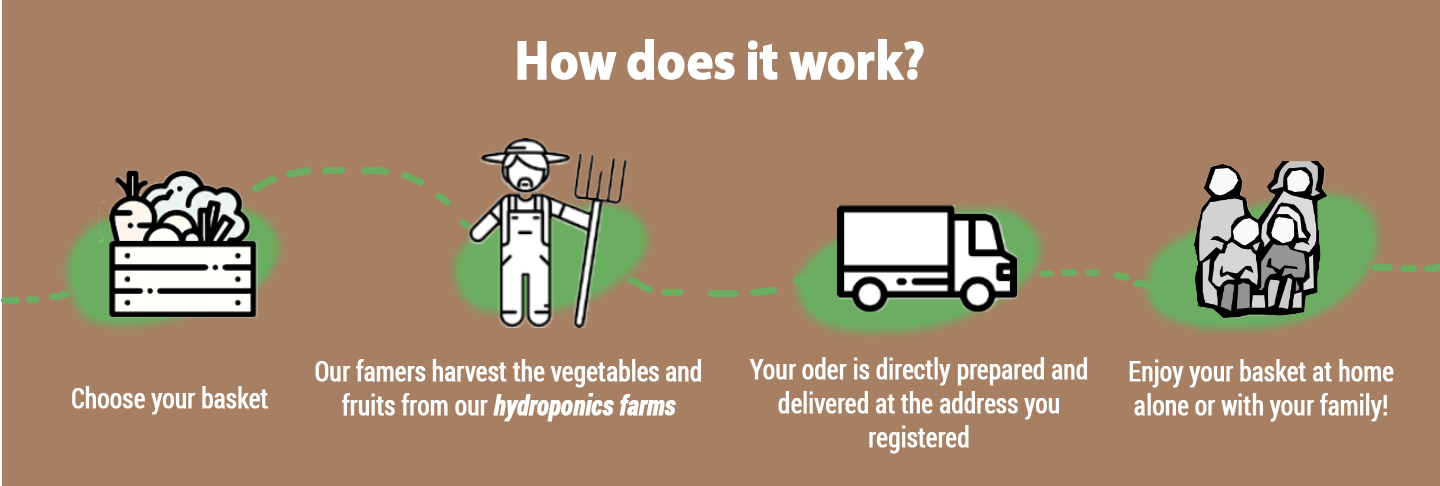 How does it work?
Choose your basket
Our famers harvest the vegetables and
fruits from our hydroponics farms
Your oder is directly prepared and
delivered at the address you
registered
Enjoy your basket at home
alone or with your family!